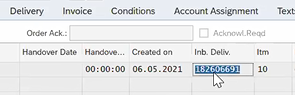 Delivery Invoice Conditions Account Assignment Text
Order Ack.: Acknowl.Reqd
Handover Date Handove... Created on Inb. Deliv. Itm
00:00:00 06.05.2021 182606691 10